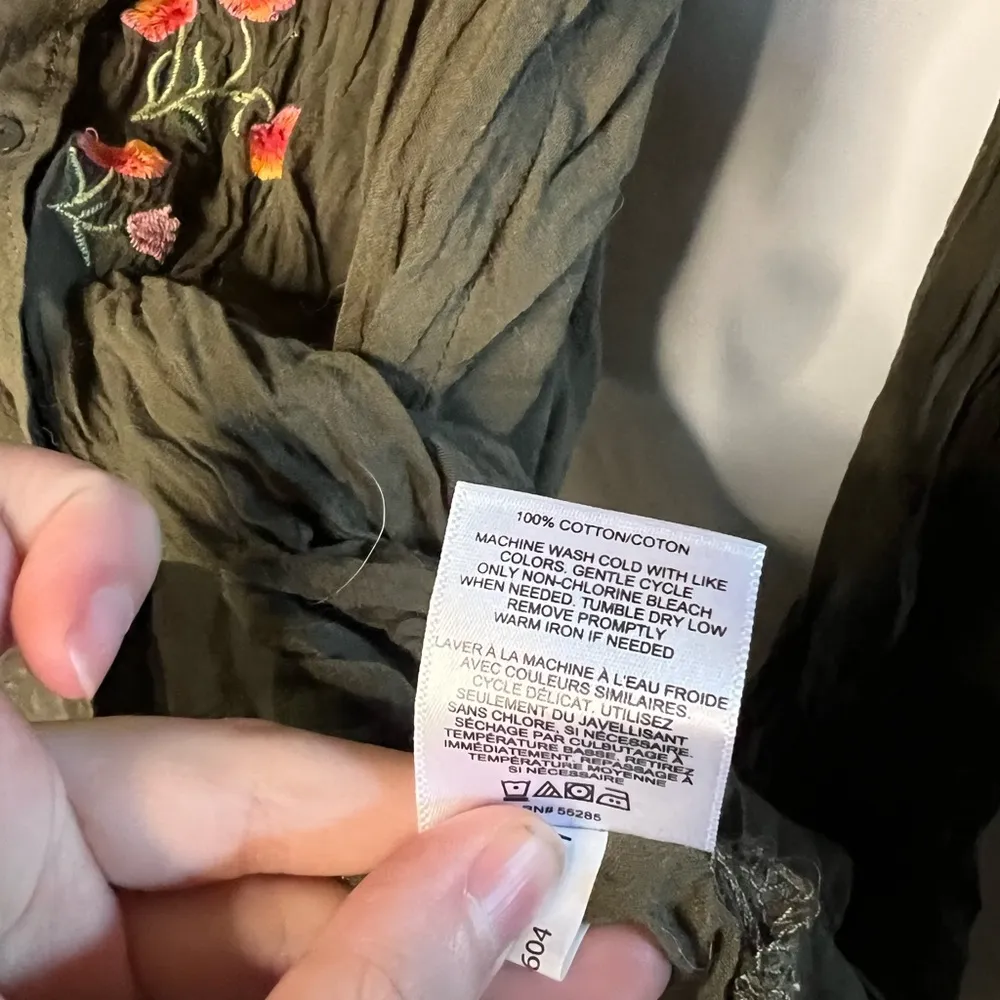 100% COTTON/COTON
MACHINE WASH COLD WITH LIKE
COLORS, GENTLE CYCLE
ONLY NON-CHLORINE BLEACH
WHEN NEEDED. TUMBLE DRY LOW
REMOVE PROMPTLY
WARM IRON IF NEEDED
LAVER À LA MACHINE À L'EAU FROIDE
AVEC COULEURS SIMILAIRES.
CYCLE DÉLICAT. UTILISEZ
SEULEMENT DU JAVELLISANT
SANS CHLORE, SI NÉCESSAIRE.
SÉCHAGE PAR CULBUTAGE À
TEMPÉRATURE BASSE. RETIREZ
IMMÉDIATEMENT. REPASSAGE À
TEMPÉRATURE MOYENNE
SI NÉCESSAIRE
RN# 55285
604